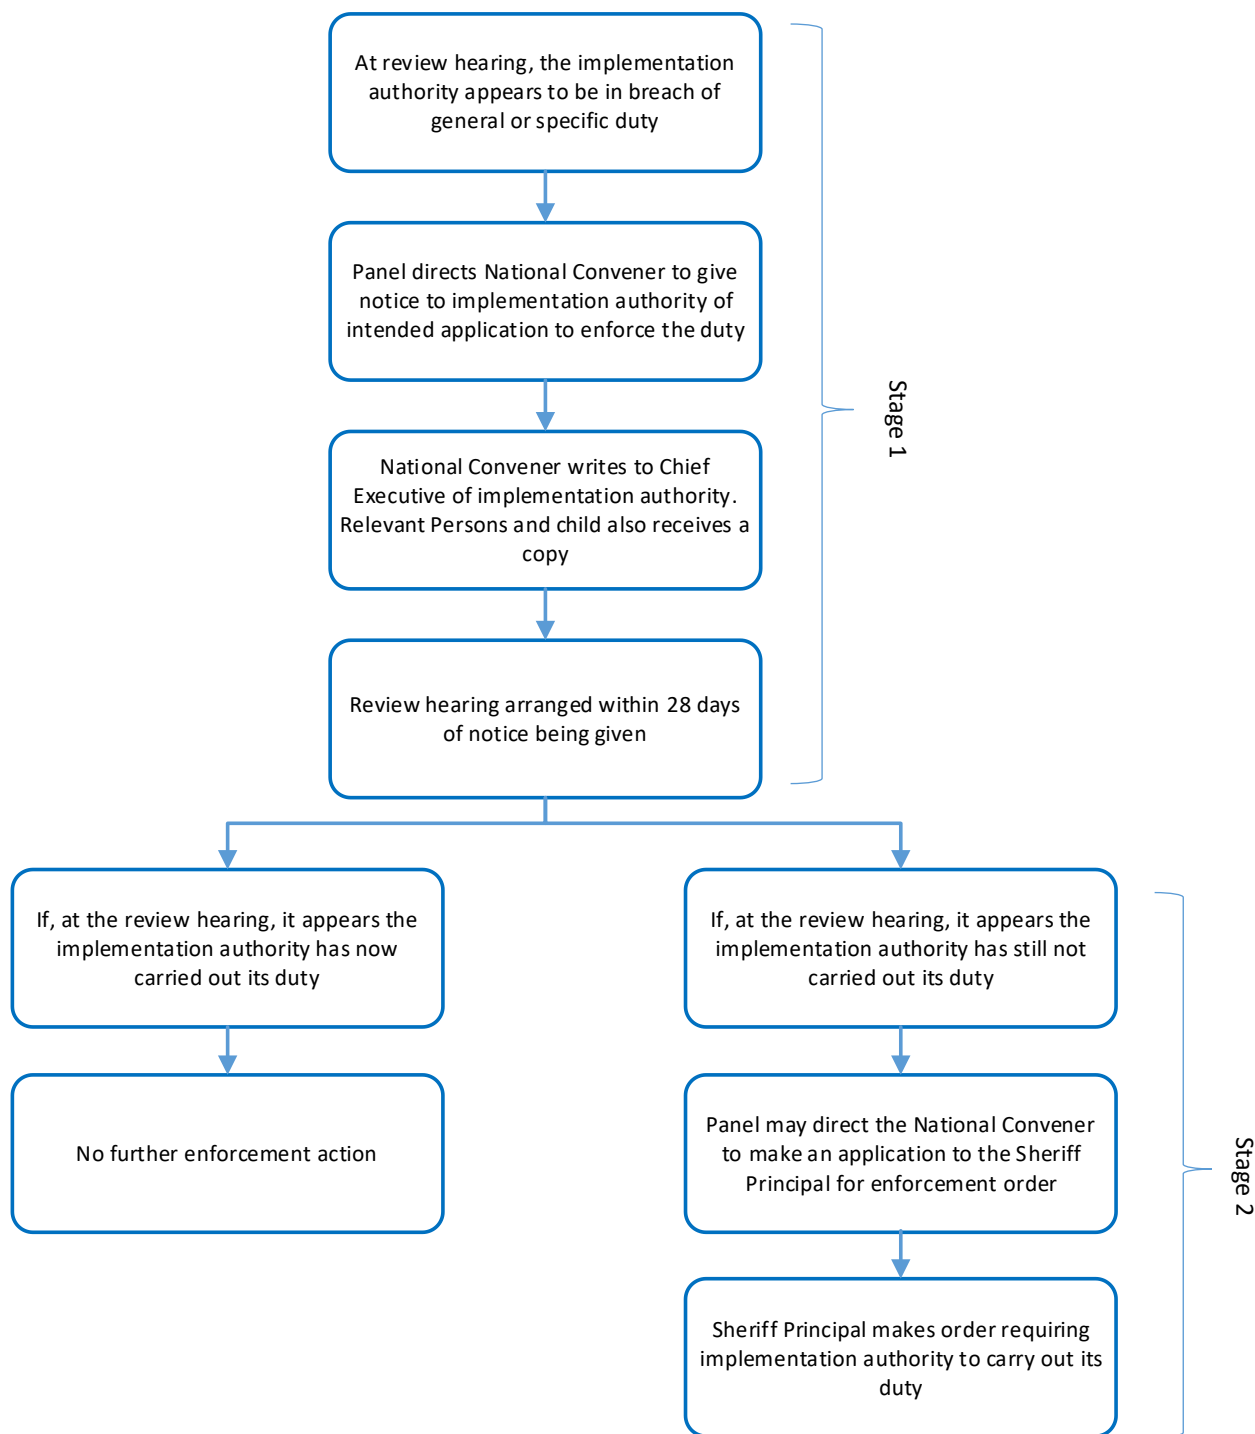 At review hearing, the implementation
authority appears to be in breach of
general or specific duty
Panel directs National Convener to give
notice to implementation authority of
intended application to enforce the duty
National Convener writes to Chief
Executive of implementation authority.
Relevant Persons and child also receives a
copy
Review hearing arranged within 28 days
of notice being given
Stage 1
If, at the review hearing, it appears the
implementation authority has now
carried out its duty
No further enforcement action
If, at the review hearing, it appears the
implementation authority has still not
carried out its duty
Panel may direct the National Convener
to make an application to the Sheriff
Principal for enforcement order
Sheriff Principal makes order requiring
implementation authority to carry out its
duty
Stage 2